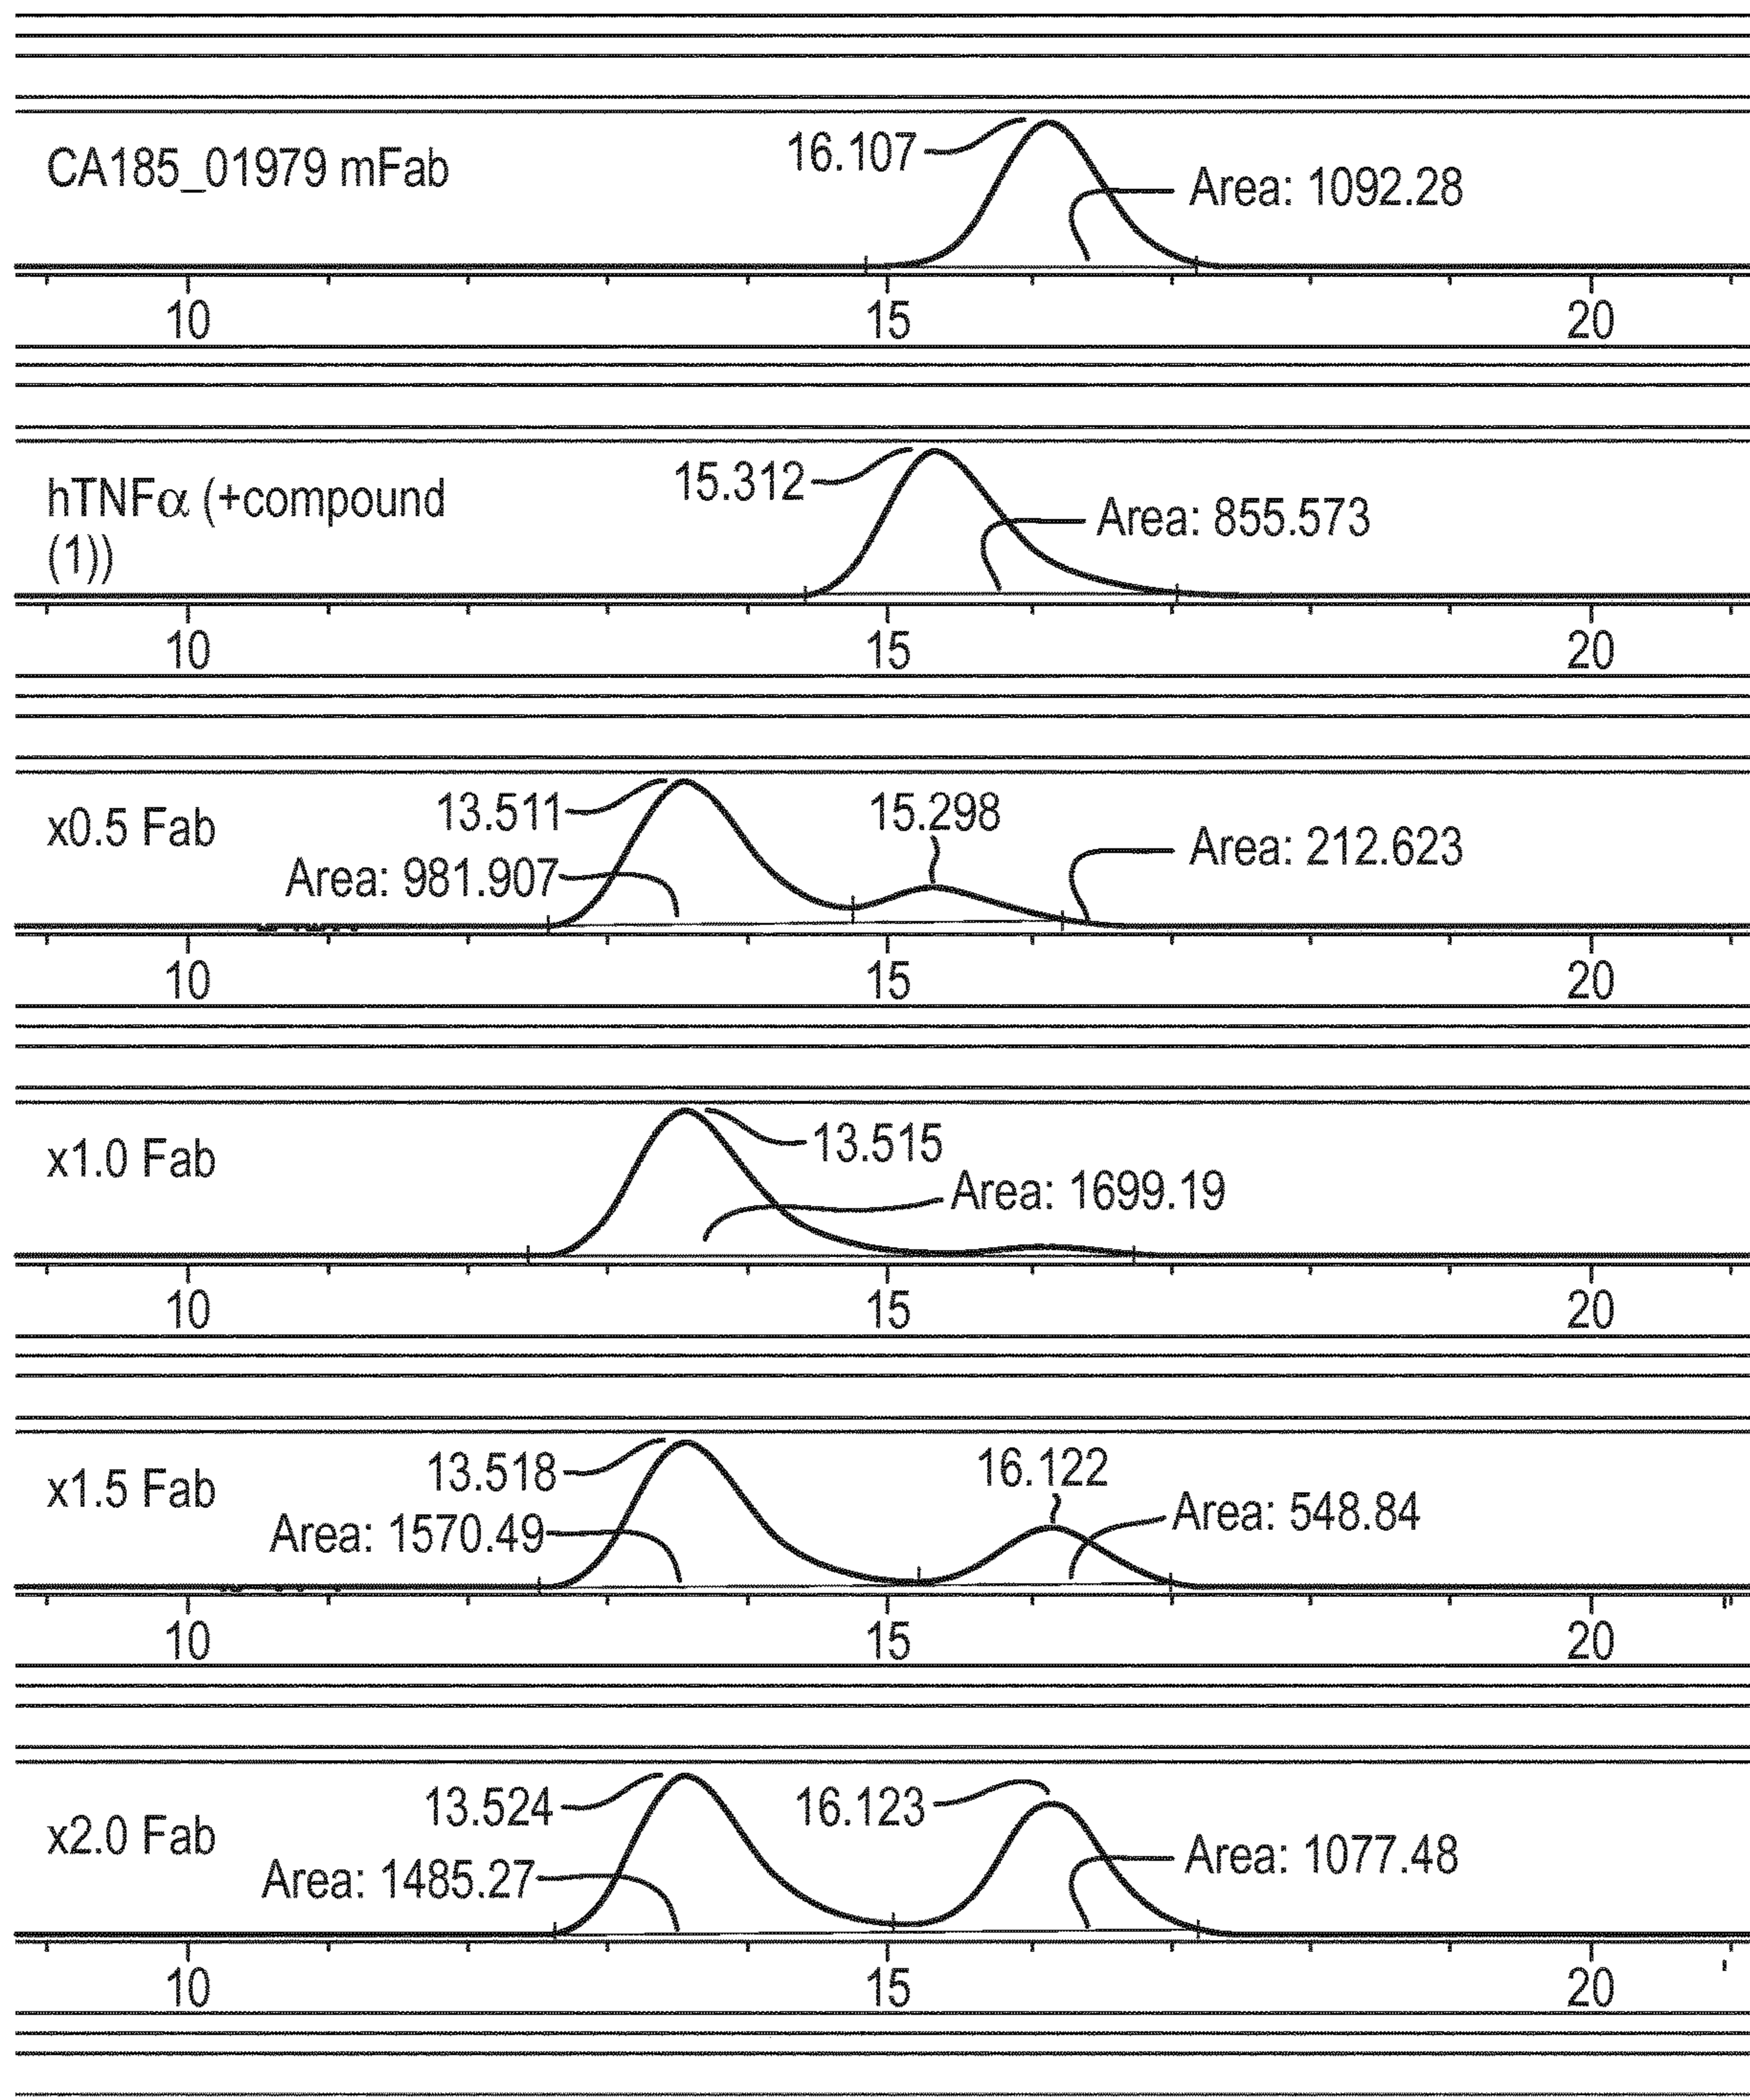 16.107
CA185_01979 mFab
Area: 1092.28
10 15 20
15.312
hTNFα (+compound
(1))
Area: 855.573
10 15 20
13.511 15.298
x0.5 Fab
Area: 212.623
Area: 981.907
10 15 20
13.515
x1.0 Fab
Area: 1699.19
10 15 20
13.518 16.122
x1.5 Fab
Area: 548.84
Area: 1570.49
10 15 20
13.524 16.123
x2.0 Fab
Area: 1077.48
Area: 1485.27
10 15 20